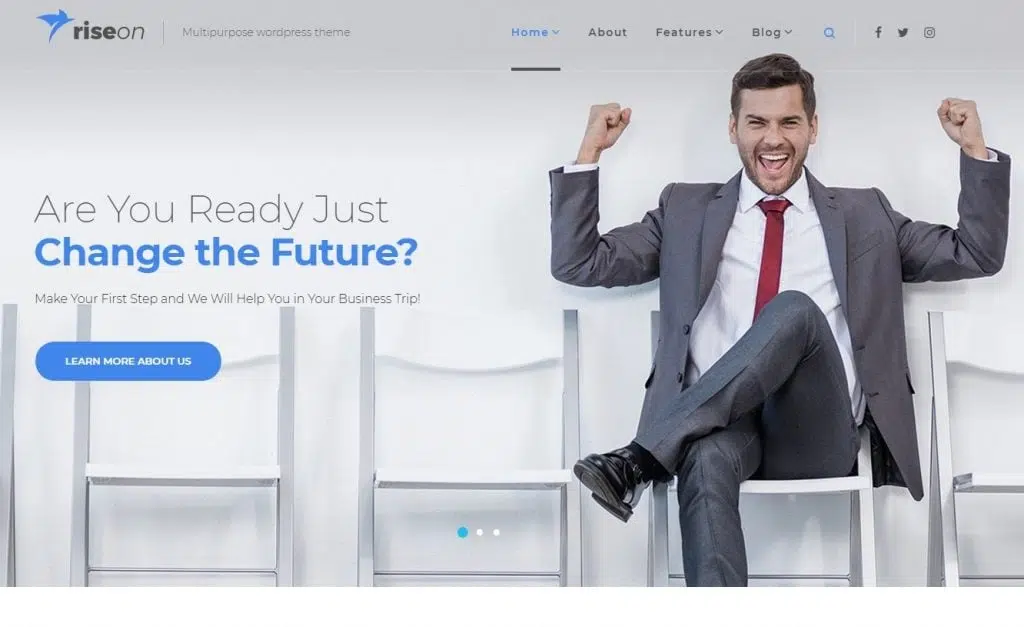 riseon
Multipurpose wordpress theme
Home
About
Features
Blog
Are You Ready Just
Change the Future?
Make Your First Step and We Will Help You in Your Business Trip!
LEARN MORE ABOUT US